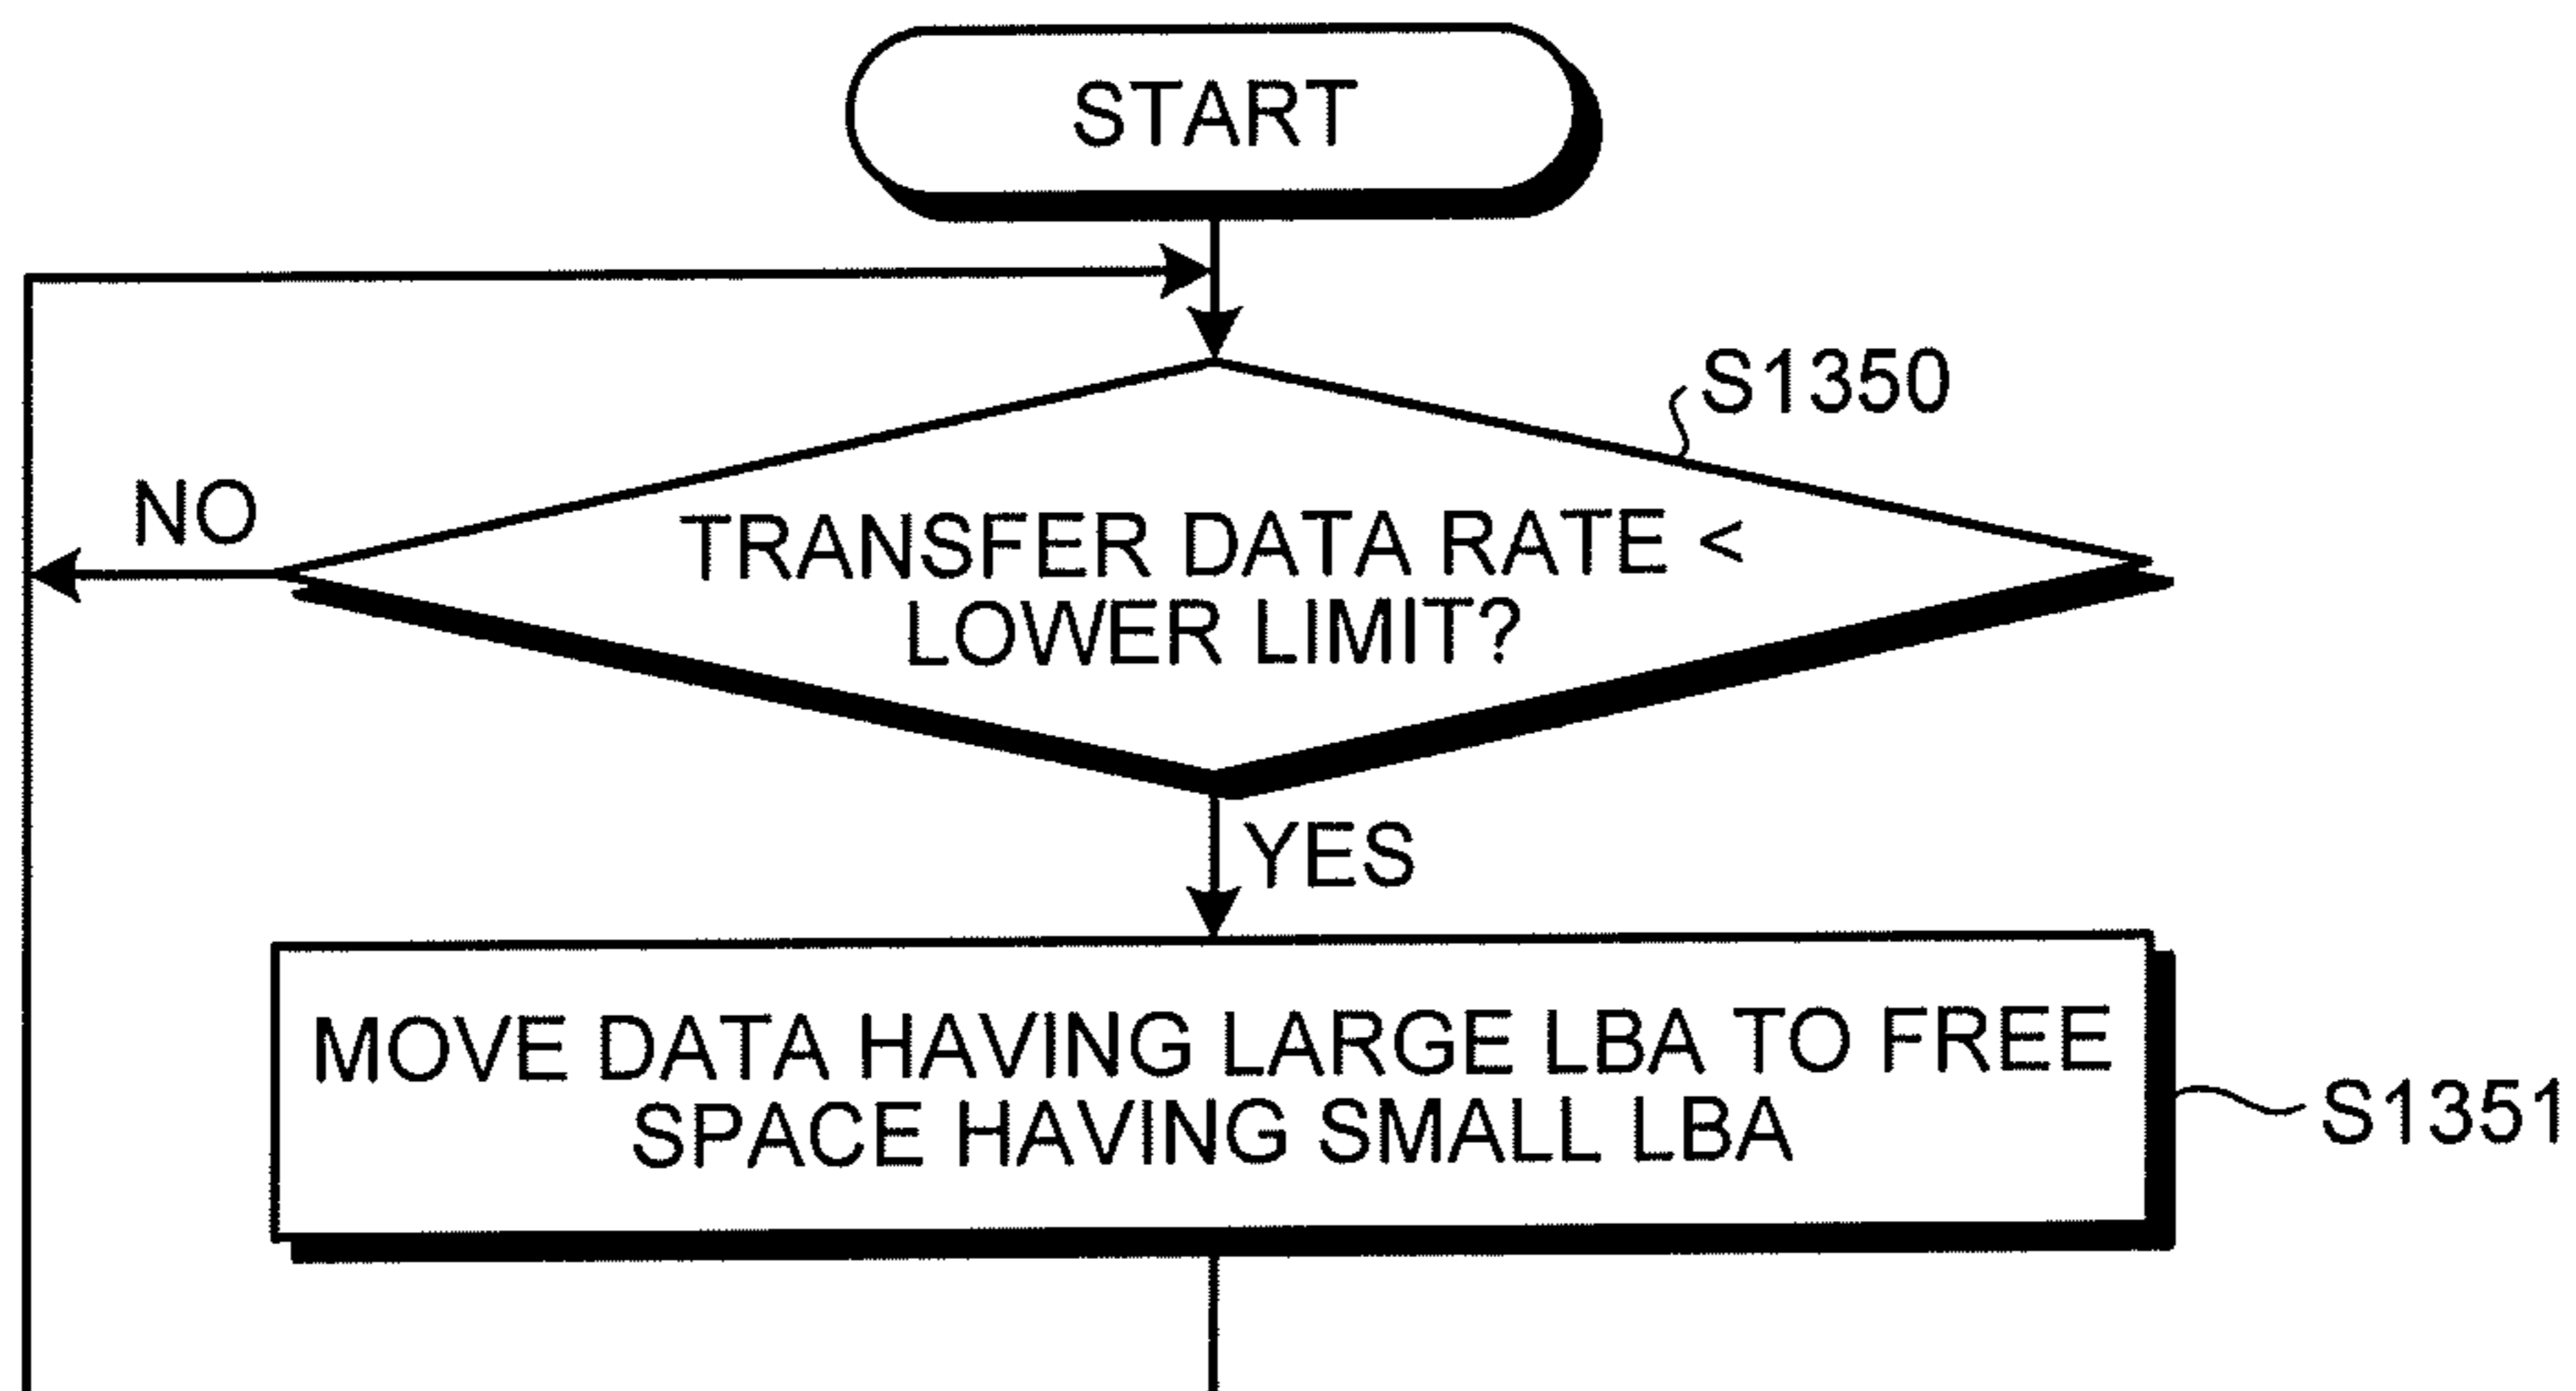 START
S1350
NO
TRANSFER DATA RATE <
LOWER LIMIT?
YES
MOVE DATA HAVING LARGE LBA TO FREE
SPACE HAVING SMALL LBA
S1351